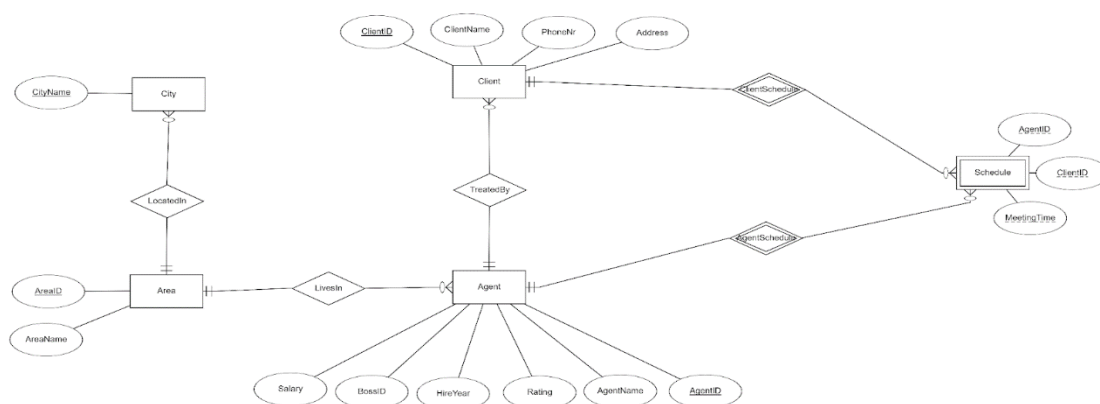 ClientID
ClientName
PhoneNr
Address
CityName
City
Client
ClientSchedule
AgentID
Schedule
ClientID
MeetingTime
LocatedIn
TreatedBy
AgentSchedule
AreaID
Area
LivesIn
Agent
AreaName
Salary
BossID
HireYear
Rating
AgentName
AgentID